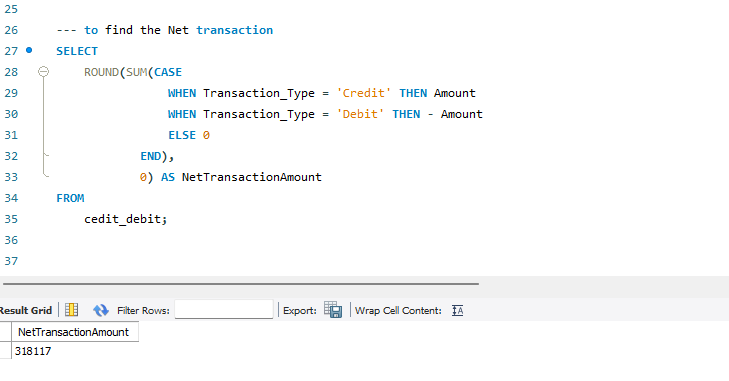 25
26 --- to find the Net transaction
27 SELECT
28 ROUND(SUM(CASE
29 WHEN Transaction_Type = 'Credit' THEN Amount
30 WHEN Transaction_Type = 'Debit' THEN - Amount
31 ELSE 0
32 END),
33 0) AS NetTransactionAmount
34 FROM
35 cedit_debit;
36
37
Result Grid Filter Rows: Export: Wrap Cell Content: IA
NetTransactionAmount
318117